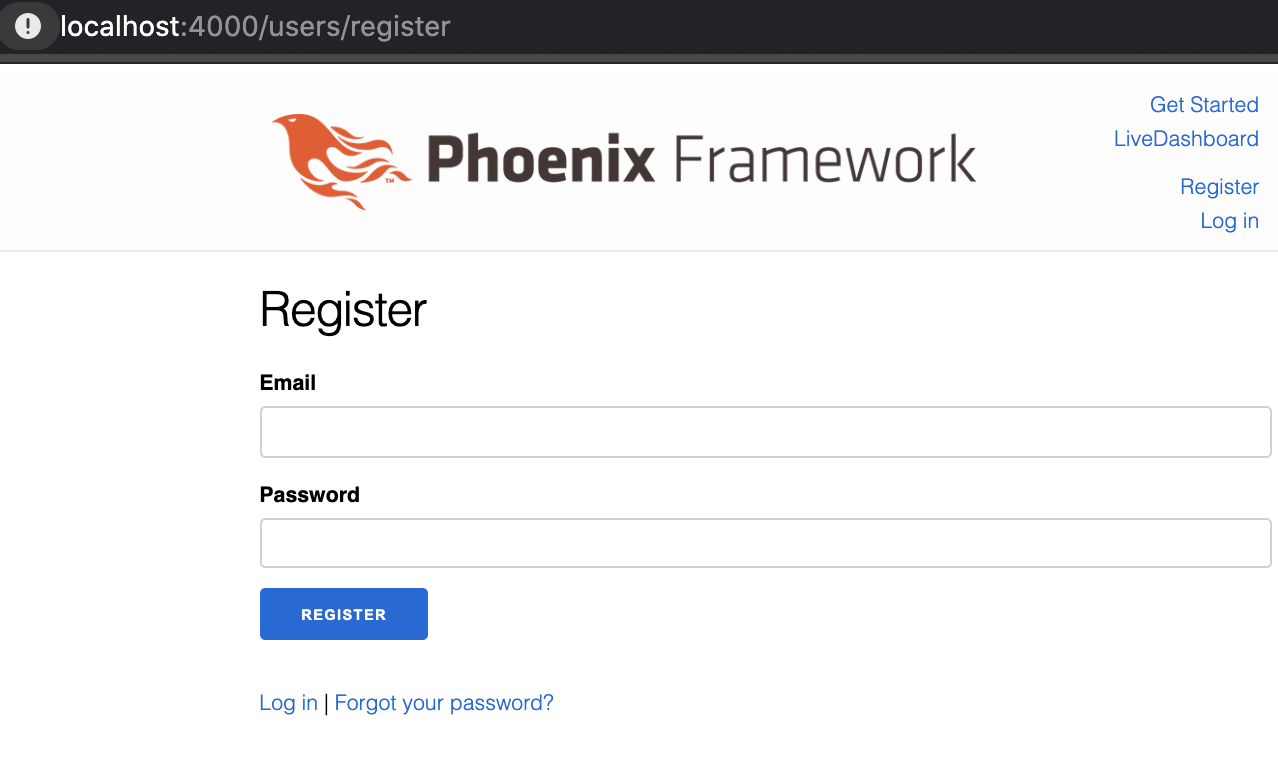 localhost:4000/users/register
Get Started
LiveDashboard
Phoenix Framework
™
Register
Log in
Register
Email
Password
REGISTER
Log in | Forgot your password?